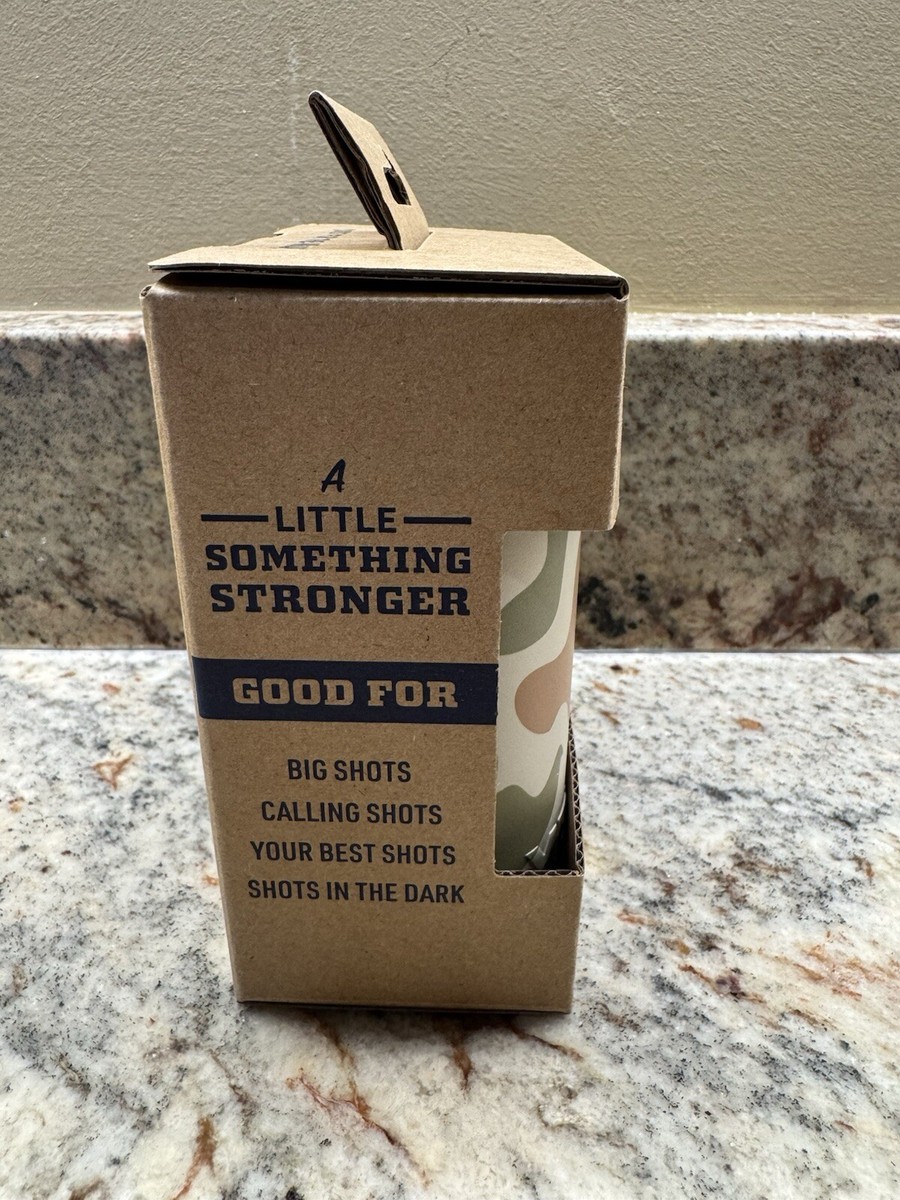 A
LITTLE
SOMETHING
STRONGER
GOOD FOR
BIG SHOTS
CALLING SHOTS
YOUR BEST SHOTS
SHOTS IN THE DARK